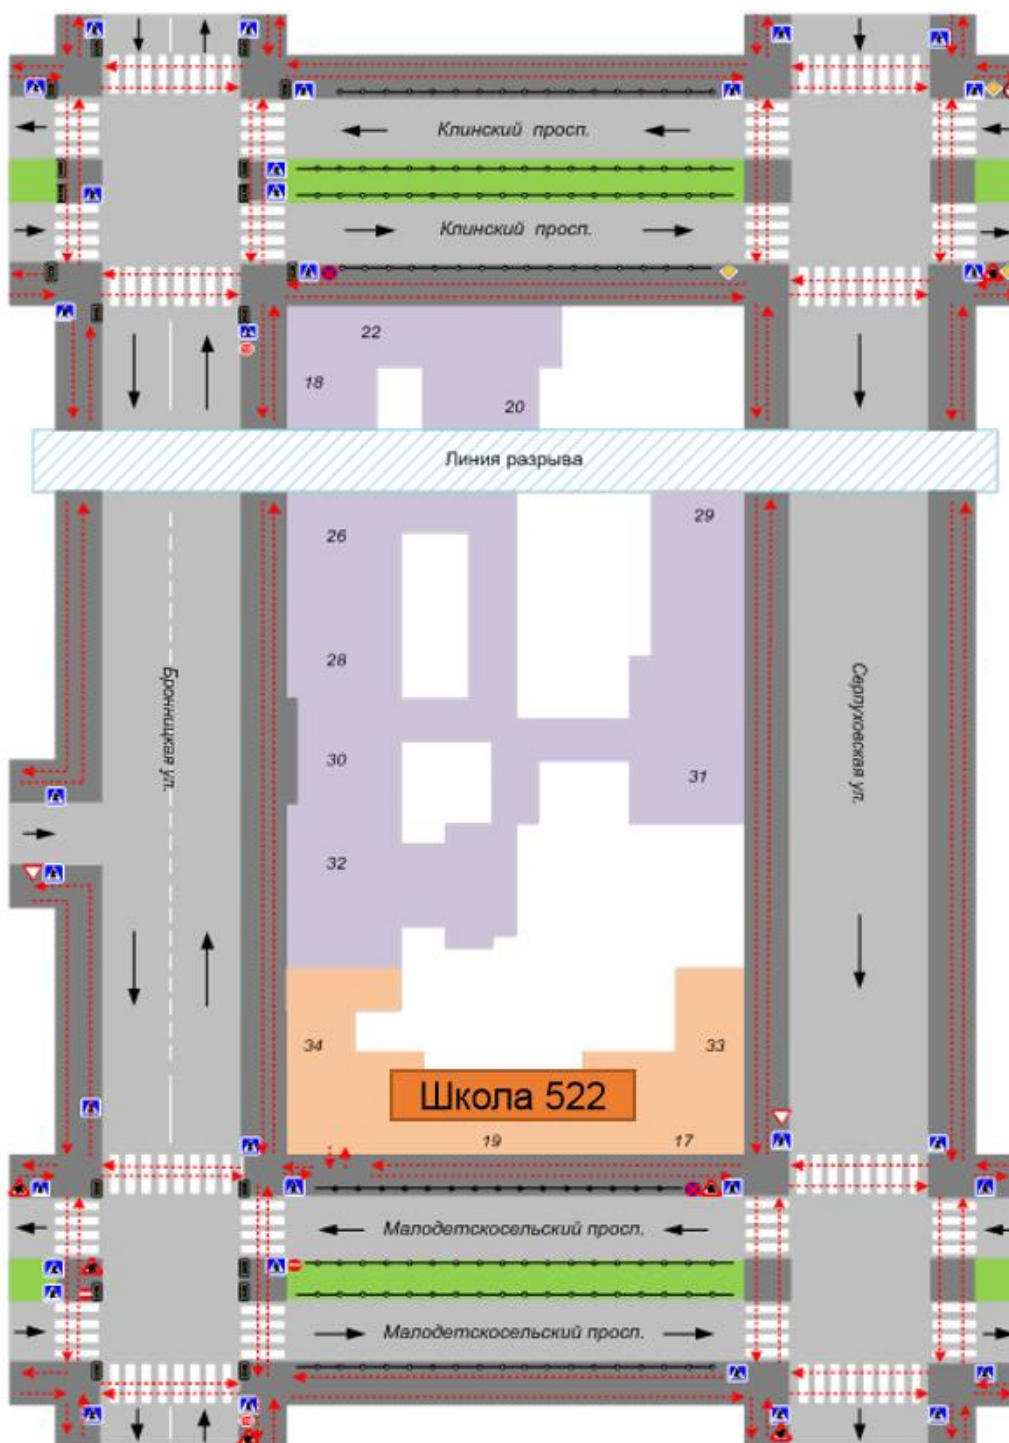 Клинский просп.
Клинский просп.
22
18
20
Линия разрыва
26
29
28
Бронницкая ул.
Серпуховская ул.
30
31
32
34
33
Школа 522
19
17
Малодетскосельский просп.
Малодетскосельский просп.